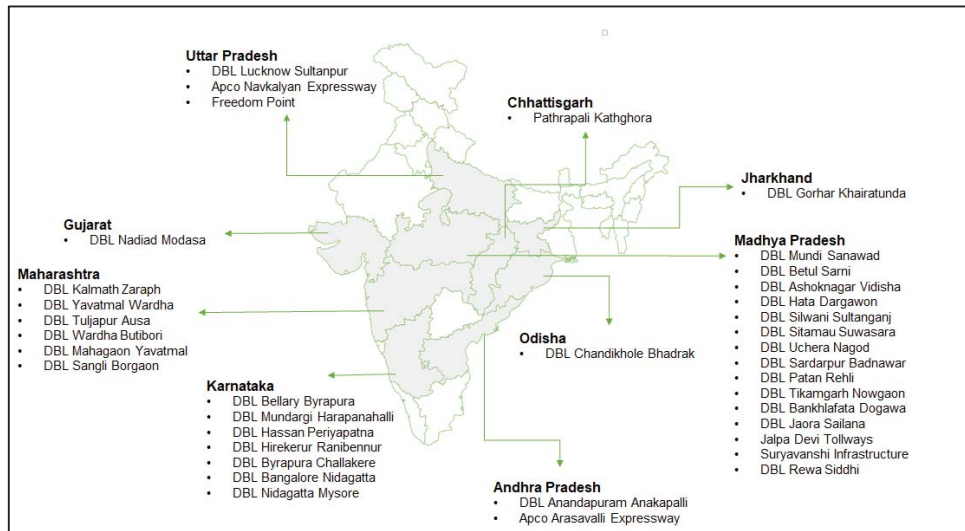 Uttar Pradesh
• DBL Lucknow Sultanpur
• Apco Navkalyan Expressway
• Freedom Point
Chhattisgarh
• Pathrapali Kathghora
Jharkhand
• DBL Gorhar Khairatunda
Gujarat
• DBL Nadiad Modasa
Maharashtra
• DBL Kalmath Zaraph
• DBL Yavatmal Wardha
• DBL Tuljapur Ausa
• DBL Wardha Butibori
• DBL Mahagaon Yavatmal
• DBL Sangli Borgaon
Madhya Pradesh
• DBL Mundi Sanawad
• DBL Betul Sarni
• DBL Ashoknagar Vidisha
• DBL Hata Dargawon
• DBL Silwani Sultanganj
• DBL Sitamau Suwasara
• DBL Uchera Nagod
• DBL Sardarpur Badnawar
• DBL Patan Rehli
• DBL Tikamgarh Nowgaon
• DBL Bankhlafata Dogawa
• DBL Jaora Sailana
• Jalpa Devi Tollways
• Suryavanshi Infrastructure
• DBL Rewa Siddhi
Odisha
• DBL Chandikhole Bhadrak
Karnataka
• DBL Bellary Byrapura
• DBL Mundargi Harapanahalli
• DBL Hassan Periyapatna
• DBL Hirekerur Ranibennur
• DBL Byrapura Challakere
• DBL Bangalore Nidagatta
• DBL Nidagatta Mysore
Andhra Pradesh
• DBL Anandapuram Anakapalli
• Apco Arasavalli Expressway